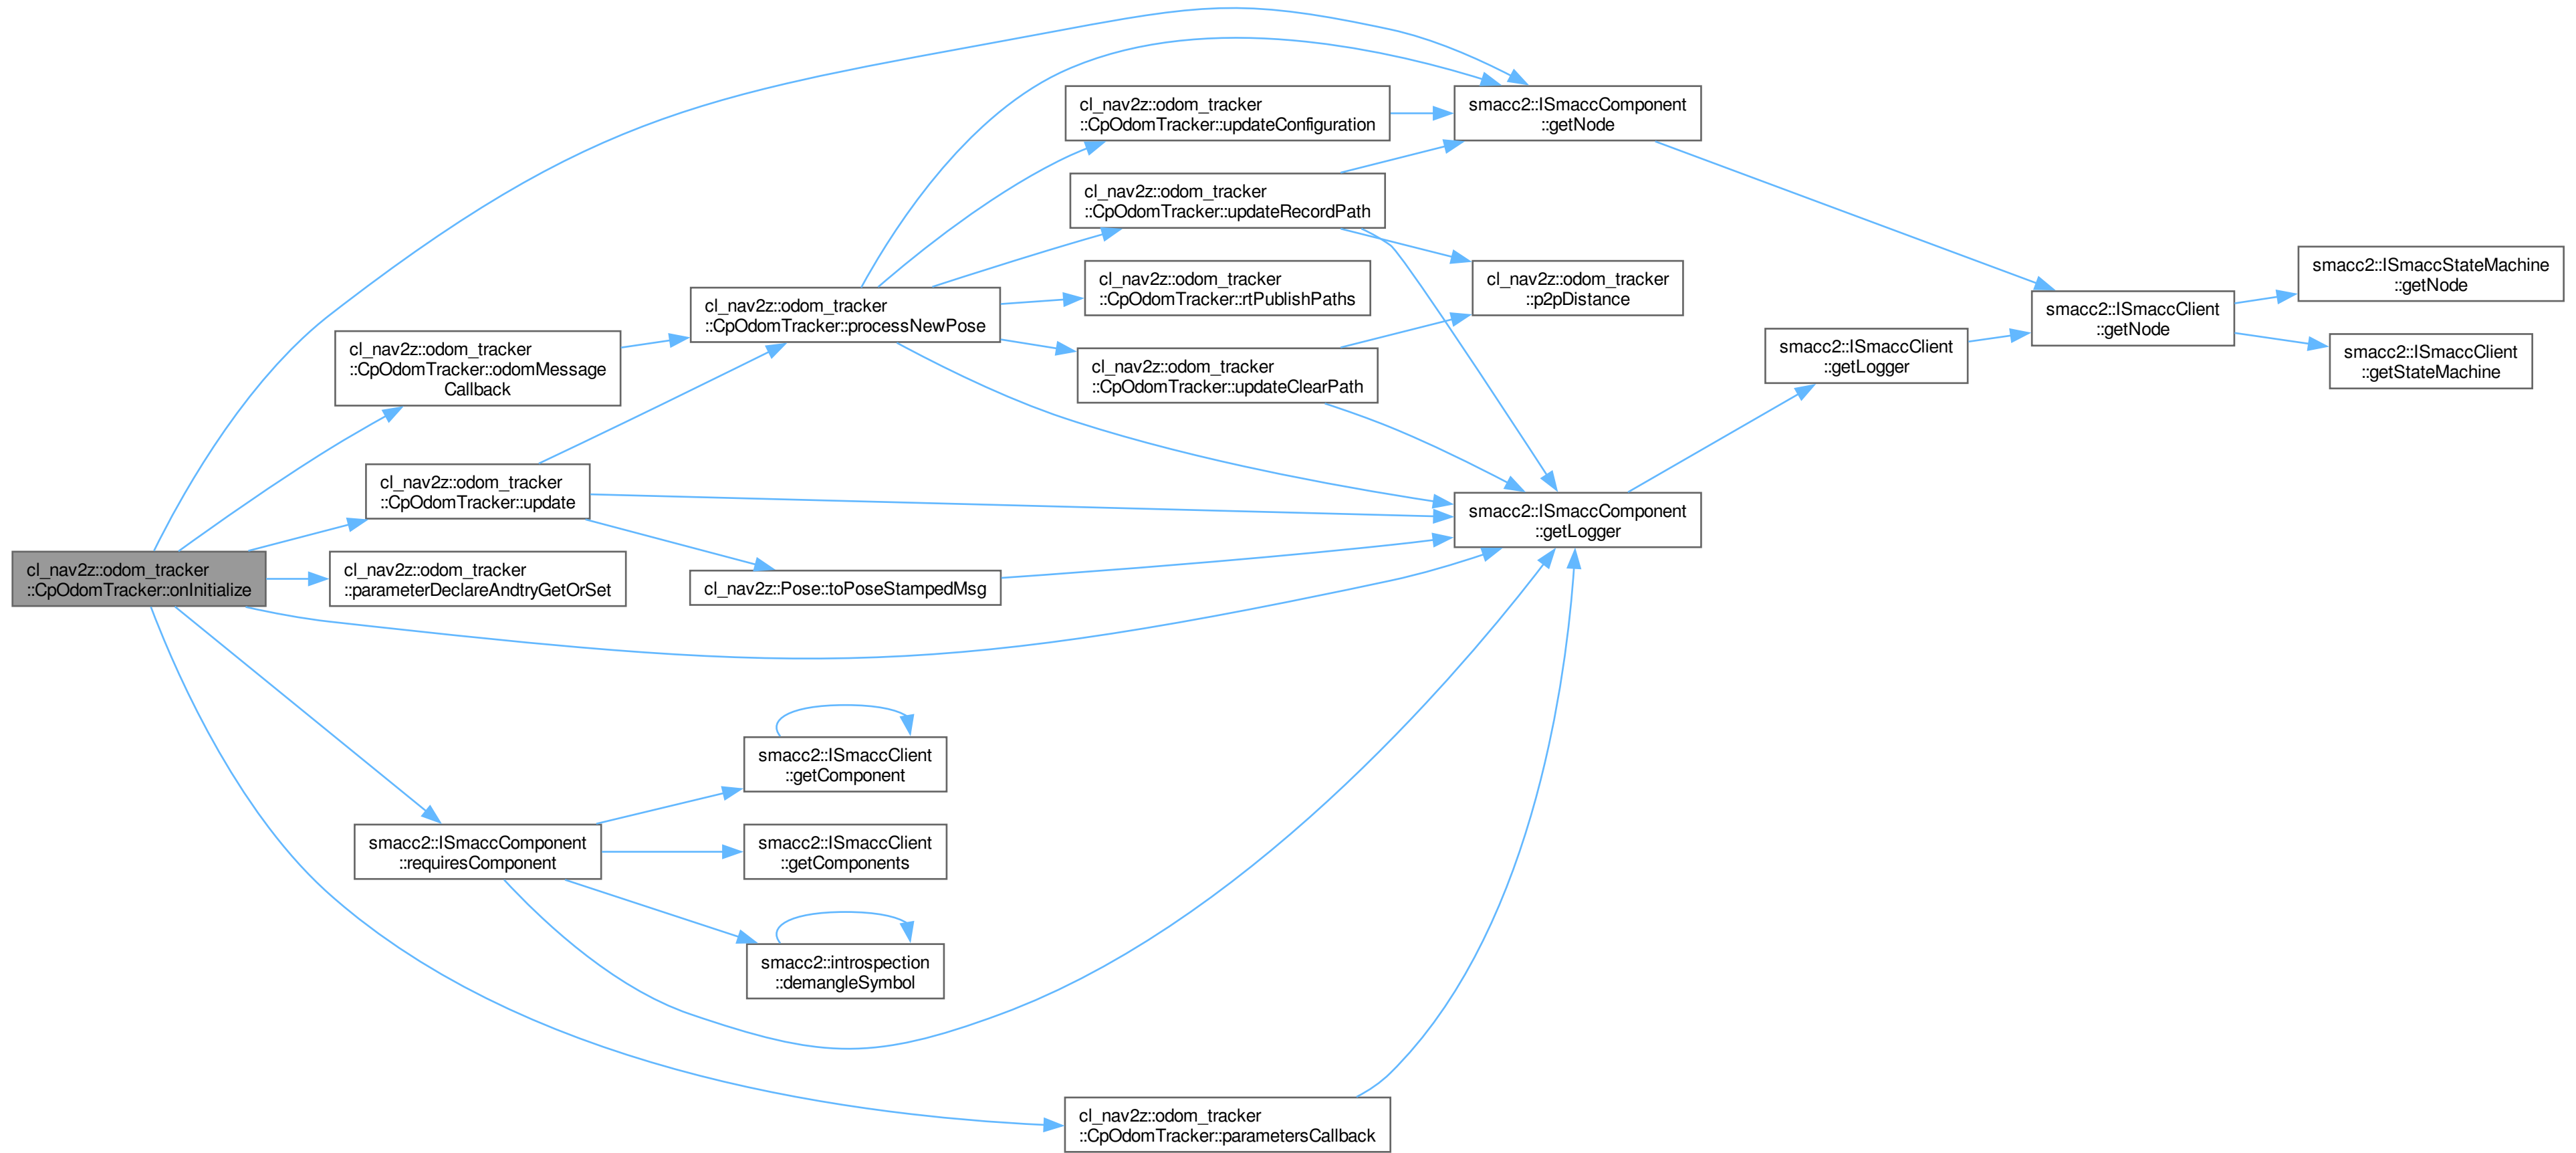 cl_nav2z::odom_tracker
::CpOdomTracker::onInitialize
cl_nav2z::odom_tracker
::CpOdomTracker::odomMessage
Callback
cl_nav2z::odom_tracker
::CpOdomTracker::update
cl_nav2z::odom_tracker
::parameterDeclareAndtryGetOrSet
smacc2::ISmaccComponent
::requiresComponent
cl_nav2z::odom_tracker
::CpOdomTracker::processNewPose
cl_nav2z::Pose::toPoseStampedMsg
smacc2::ISmaccClient
::getComponent
smacc2::ISmaccClient
::getComponents
smacc2::introspection
::demangleSymbol
cl_nav2z::odom_tracker
::CpOdomTracker::updateConfiguration
cl_nav2z::odom_tracker
::CpOdomTracker::updateRecordPath
cl_nav2z::odom_tracker
::CpOdomTracker::rtPublishPaths
cl_nav2z::odom_tracker
::CpOdomTracker::updateClearPath
cl_nav2z::odom_tracker
::CpOdomTracker::parametersCallback
smacc2::ISmaccComponent
::getNode
cl_nav2z::odom_tracker
::p2pDistance
smacc2::ISmaccComponent
::getLogger
smacc2::ISmaccClient
::getLogger
smacc2::ISmaccClient
::getNode
smacc2::ISmaccStateMachine
::getNode
smacc2::ISmaccClient
::getStateMachine